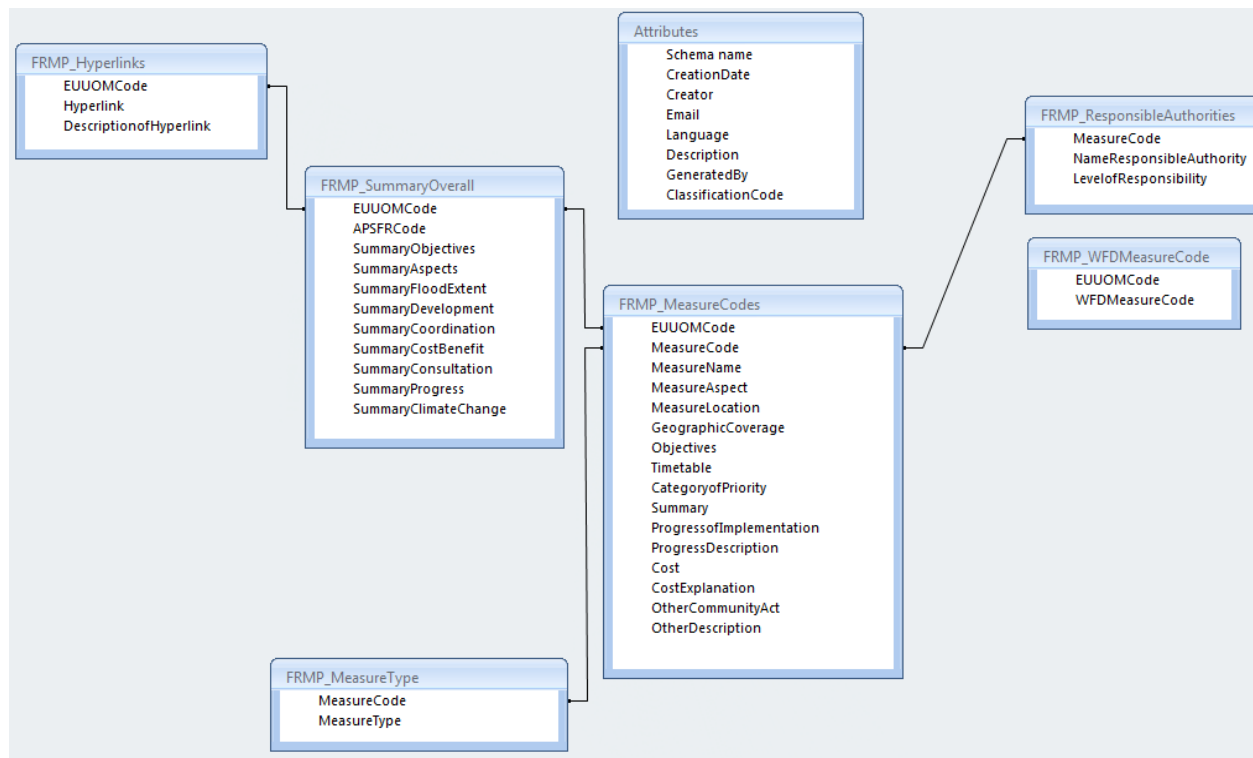 FRMP_Hyperlinks
EUUOMCode
Hyperlink
DescriptionofHyperlink
FRMP_SummaryOverall
EUUOMCode
APSFRCode
SummaryObjectives
SummaryAspects
SummaryFloodExtent
SummaryDevelopment
SummaryCoordination
SummaryCostBenefit
SummaryConsultation
SummaryProgress
SummaryClimateChange
Attributes
Schema name
CreationDate
Creator
Email
Language
Description
GeneratedBy
ClassificationCode
FRMP_MeasureCodes
EUUOMCode
MeasureCode
MeasureName
MeasureAspect
MeasureLocation
GeographicCoverage
Objectives
Timetable
CategoryofPriority
Summary
ProgressofImplementation
ProgressDescription
Cost
CostExplanation
OtherCommunityAct
OtherDescription
FRMP_ResponsibleAuthorities
MeasureCode
NameResponsibleAuthority
LevelofResponsibility
FRMP_WFDMeasureCode
EUUOMCode
WFDMeasureCode
FRMP_MeasureType
MeasureCode
MeasureType